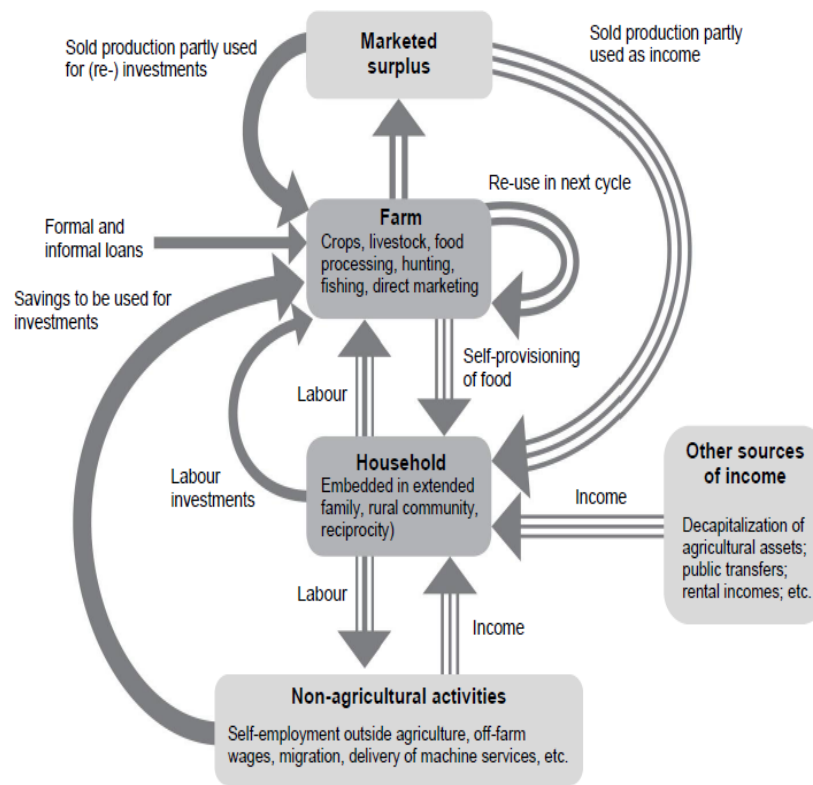 Sold production partly used
for (re-) investments
Marketed
surplus
Sold production partly
used as income
Re-use in next cycle
Formal and
informal loans
Farm
Crops, livestock, food
processing, hunting,
fishing, direct marketing
Savings to be used for
investments
Self-provisioning
of food
Labour
Labour
investments
Household
Embedded in extended
family, rural community,
reciprocity)
Income
Other sources
of income
Decapitalization of
agricultural assets;
public transfers;
rental incomes; etc.
Labour
Income
Non-agricultural activities
Self-employment outside agriculture, off-farm
wages, migration, delivery of machine services, etc.